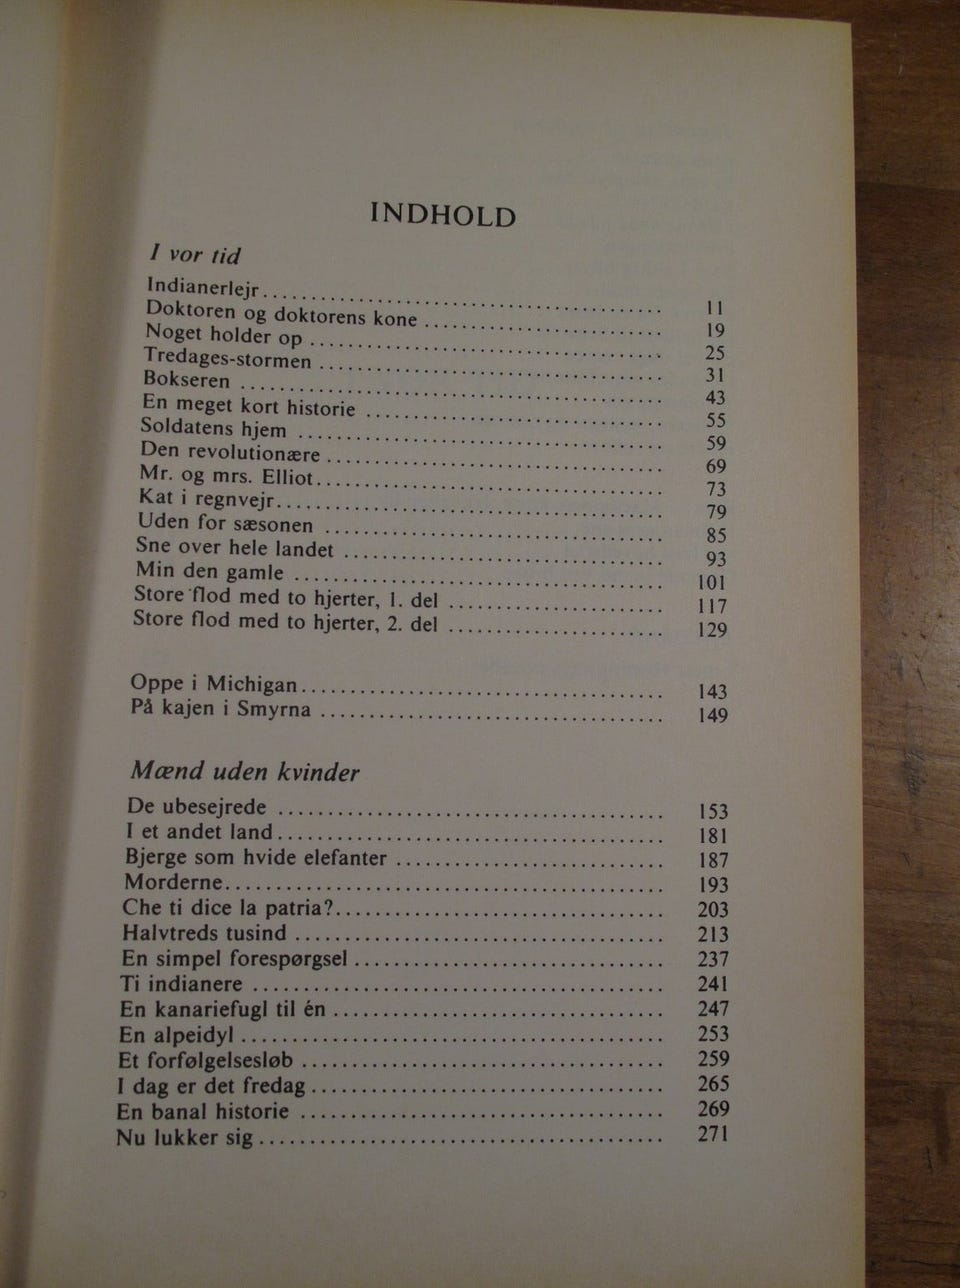 INDHOLD
I vor tid
Indianerlejr................................. 11
Doktoren og doktorens kone.................... 19
Noget holder op............................. 25
Tredages-stormen............................ 31
Bokseren................................... 43
En meget kort historie........................ 55
Soldatens hjem.............................. 59
Den revolutionære........................... 69
Mr. og mrs. Elliot............................ 73
Kat i regnvejr................................ 79
Uden for sæsonen............................ 85
Sne over hele landet.......................... 93
Min den gamle.............................. 101
Store flod med to hjerter, 1. del.................. 117
Store flod med to hjerter, 2. del.................. 129
Oppe i Michigan............................. 143
På kajen i Smyrna............................ 149
Mænd uden kvinder
De ubesejrede............................... 153
I et andet land............................... 181
Bjerge som hvide elefanter...................... 187
Morderne................................... 193
Che ti dice la patria?.......................... 203
Halvtreds tusind.............................. 213
En simpel forespørgsel......................... 237
Ti indianere................................. 241
En kanariefugl til én........................... 247
En alpeidyl.................................. 253
Et forfølgelsesløb............................. 259
I dag er det fredag............................ 265
En banal historie............................. 269
Nu lukker sig................................ 271